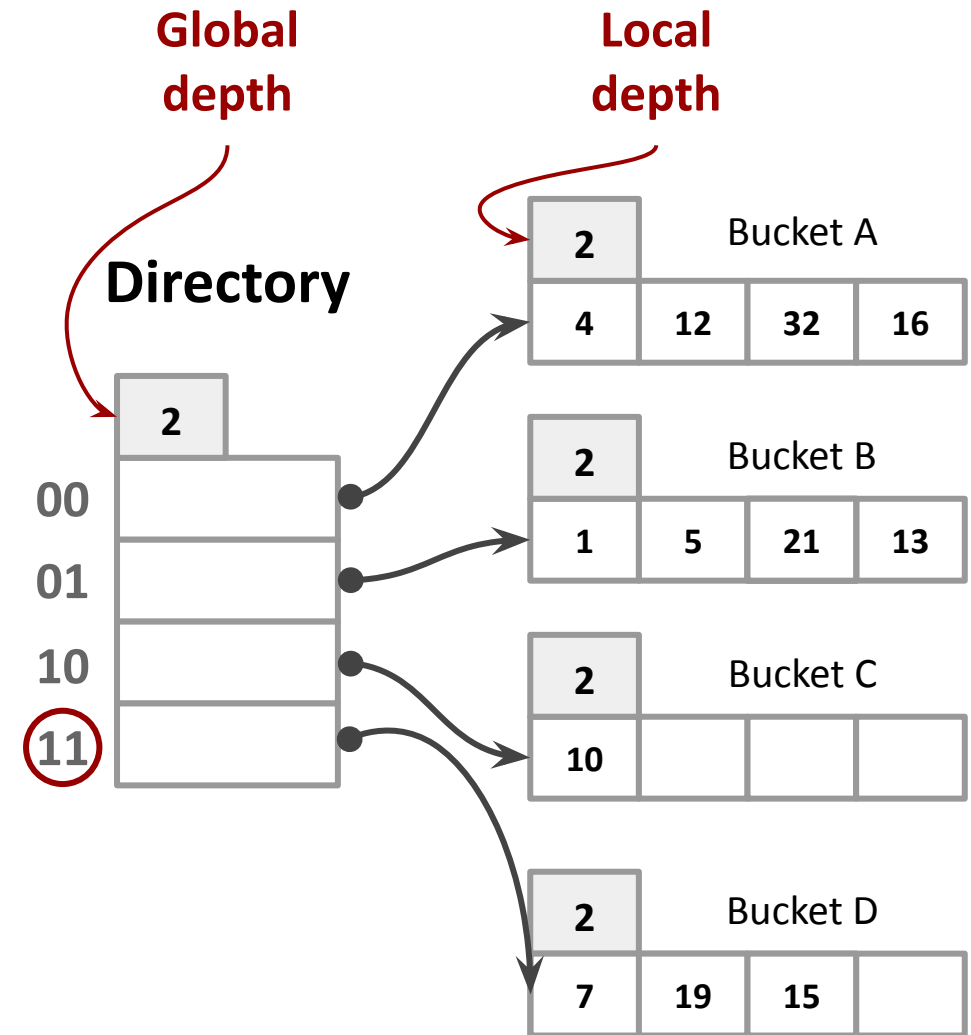 Global
depth
Local
depth
Directory
2
00
01
10
11
2
Bucket A
4 12 32 16
2
Bucket B
1 5 21 13
2
Bucket C
10
2
Bucket D
7 19 15